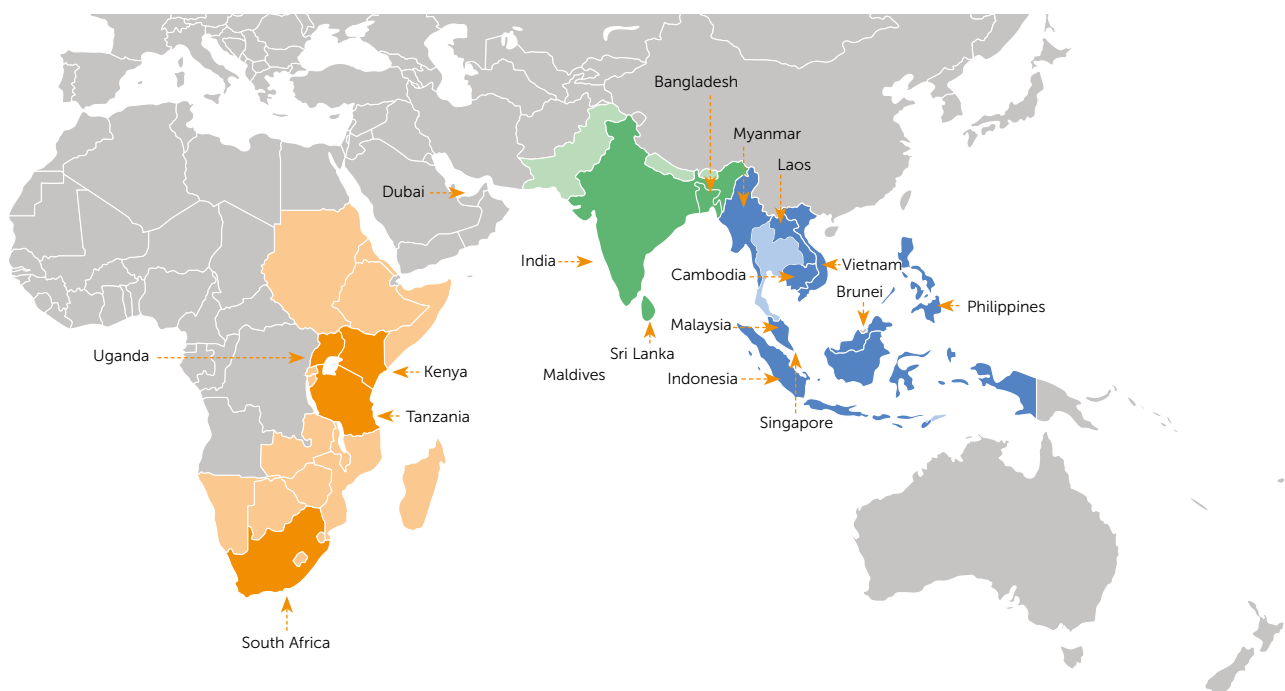 Bangladesh
Myanmar
Laos
Dubai
India
Cambodia
Vietnam
Brunei
Philippines
Malaysia
Uganda
Sri Lanka
Kenya
Maldives
Indonesia
Tanzania
Singapore
South Africa